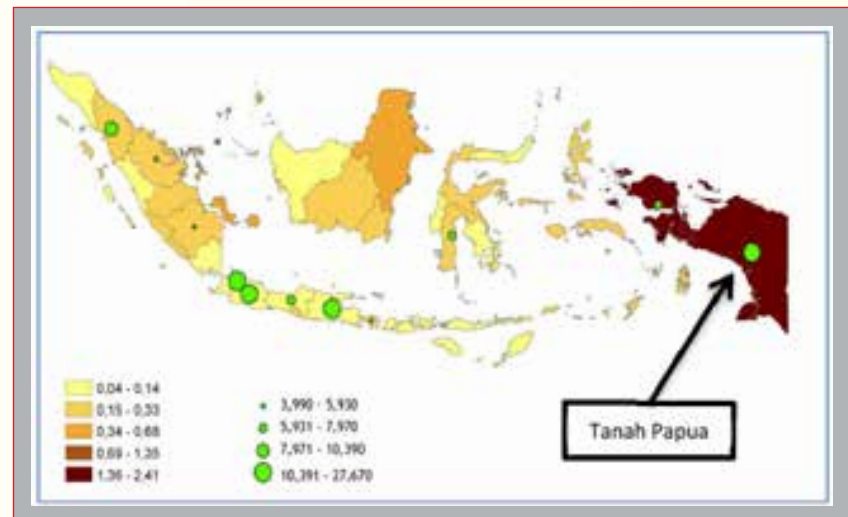 0,04 - 0,14
0,15 - 0,33
0,34 - 0,68
0,69 - 1,35
1,36 - 2,41
3,990 - 5,930
5,931 - 7,970
7,971 - 10,390
10,391 - 27,670
Tanah Papua